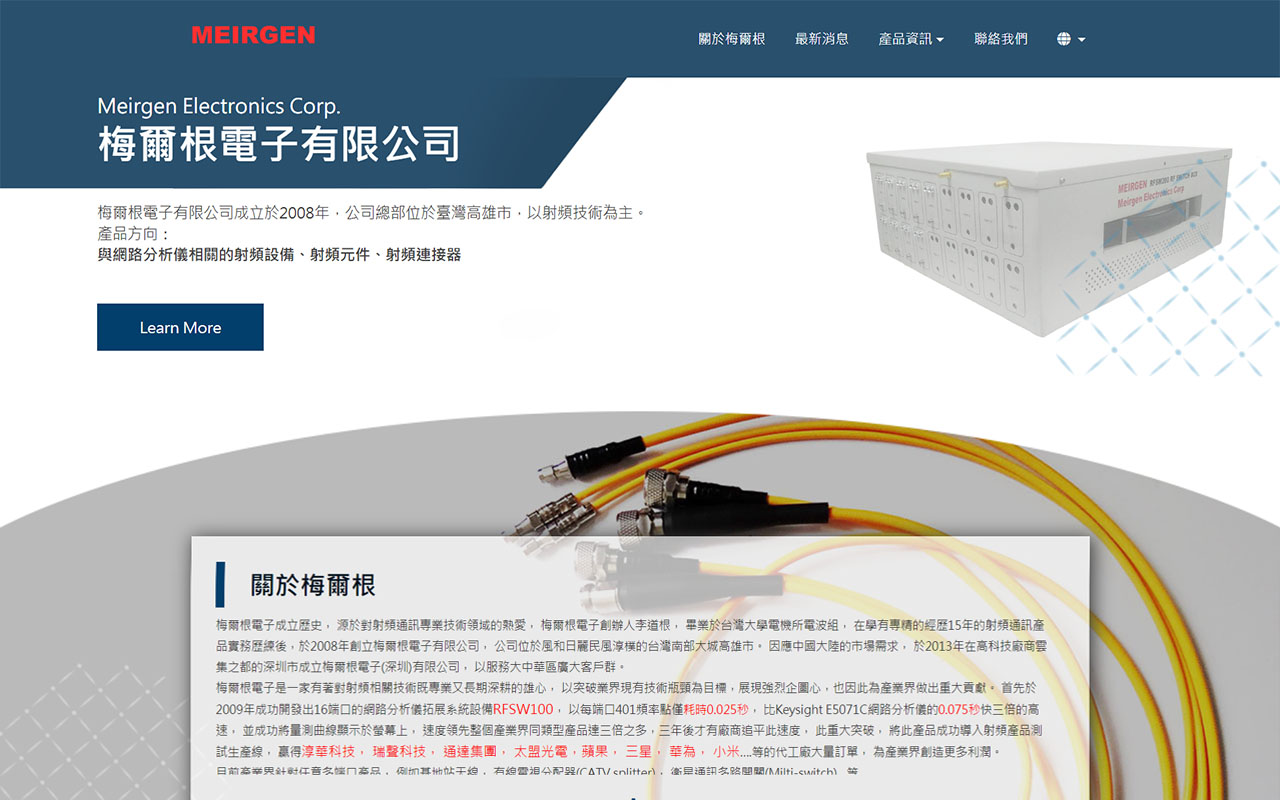 MEIRGEN
關於梅爾根 最新消息 產品資訊 聯絡我們
Meirgen Electronics Corp.
梅爾根電子有限公司
MEIRGEN RFSW300 RF SWITCH BOX
Meirgen Electronics Corp
梅爾根電子有限公司成立於2008年，公司總部位於臺灣高雄市，以射頻技術為主。
產品方向：
與網路分析儀相關的射頻設備、射頻元件、射頻連接器
Learn More
關於梅爾根
梅爾根電子成立歷史， 源於對射頻通訊專業技術領域的熱愛， 梅爾根電子創辦人李道根， 畢業於台灣大學電機所電波組， 在學有專精的經歷15年的射頻通訊產
品實務歷練後，於2008年創立梅爾根電子有限公司， 公司位於風和日麗民風淳樸的台灣南部大城高雄市。 因應中國大陸的市場需求， 於2013年在高科技廠商雲
集之都的深圳市成立梅爾根電子(深圳)有限公司， 以服務大中華區廣大客戶群。
梅爾根電子是一家有著對射頻相關技術既專業又長期深耕的雄心， 以突破業界現有技術瓶頸為目標，展現強烈企圖心，也因此為產業界做出重大貢獻。 首先於
2009年成功開發出16端口的網路分析儀拓展系統設備RFSW100， 以每端口401頻率點僅耗時0.025秒， 比Keysight E5071C網路分析儀的0.075秒快三倍的高
速， 並成功將量測曲線顯示於螢幕上， 速度領先整個產業界同類型產品達三倍之多，三年後才有廠商追平此速度， 此重大突破， 將此產品成功導入射頻產品測
試生產線， 贏得淳華科技， 瑞聲科技， 通達集團， 太盟光電，蘋果， 三星， 華為， 小米....等的代工廠大量訂單， 為產業界創造更多利潤。
目前產業界針對任意多端口產品， 例如基地站天線， 有線電視分配器(CATV splitter)， 衛星通訊多路開關(Milti-switch)...等